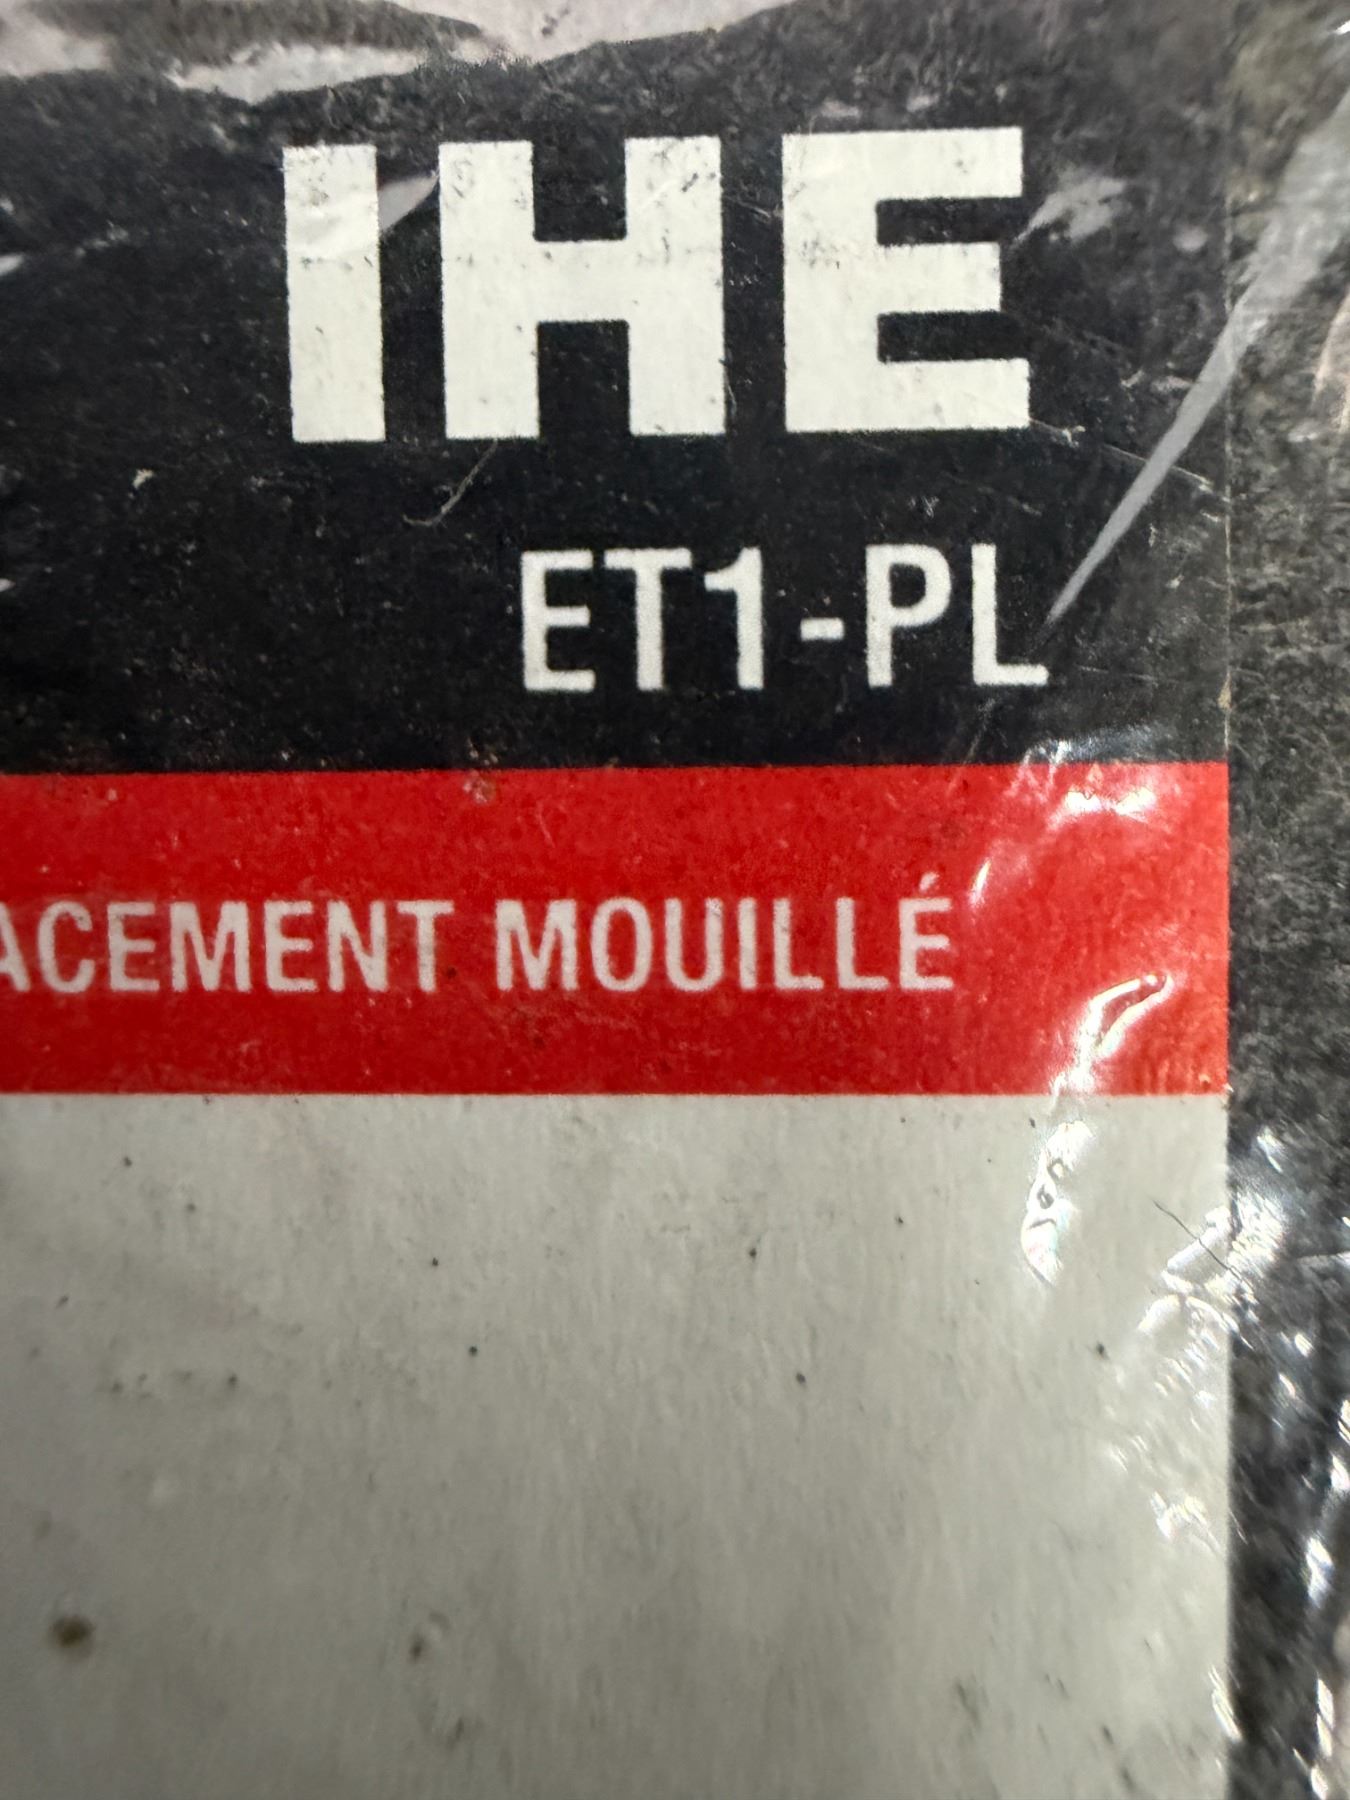 IHE
ET1-PL
ACEMENT MOUILLÉ